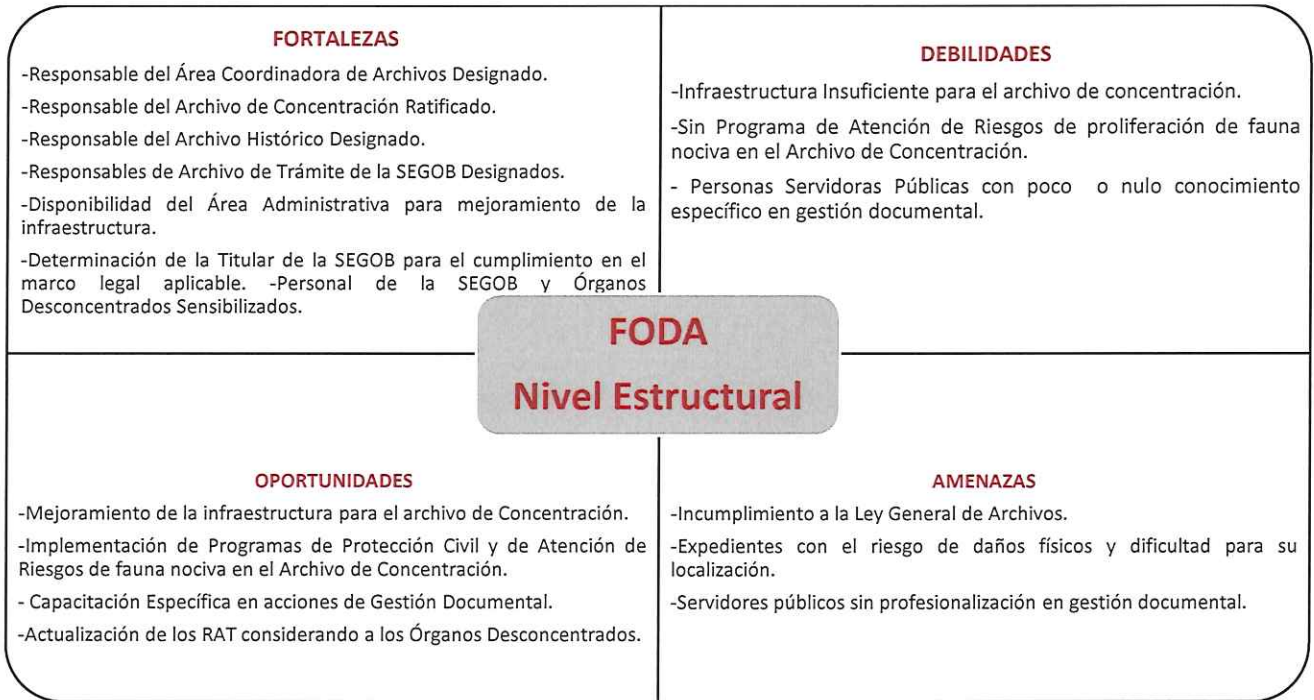 FORTALEZAS
-Responsable del Área Coordinadora de Archivos Designado.
-Responsable del Archivo de Concentración Ratificado.
-Responsable del Archivo Histórico Designado.
-Responsables de Archivo de Trámite de la SEGOB Designados.
-Disponibilidad del Área Administrativa para mejoramiento de la
infraestructura.
-Determinación de la Titular de la SEGOB para el cumplimiento en el
marco legal aplicable. -Personal de la SEGOB y Órganos
Desconcentrados Sensibilizados.
DEBILIDADES
-Infraestructura Insuficiente para el archivo de concentración.
-Sin Programa de Atención de Riesgos de proliferación de fauna
nociva en el Archivo de Concentración.
- Personas Servidoras Públicas con poco o nulo conocimiento
específico en gestión documental.
FODA
Nivel Estructural
OPORTUNIDADES
-Mejoramiento de la infraestructura para el archivo de Concentración.
-Implementación de Programas de Protección Civil y de Atención de
Riesgos de fauna nociva en el Archivo de Concentración.
- Capacitación Específica en acciones de Gestión Documental.
-Actualización de los RAT considerando a los Órganos Desconcentrados.
AMENAZAS
-Incumplimiento a la Ley General de Archivos.
-Expedientes con el riesgo de daños físicos y dificultad para su
localización.
-Servidores públicos sin profesionalización en gestión documental.